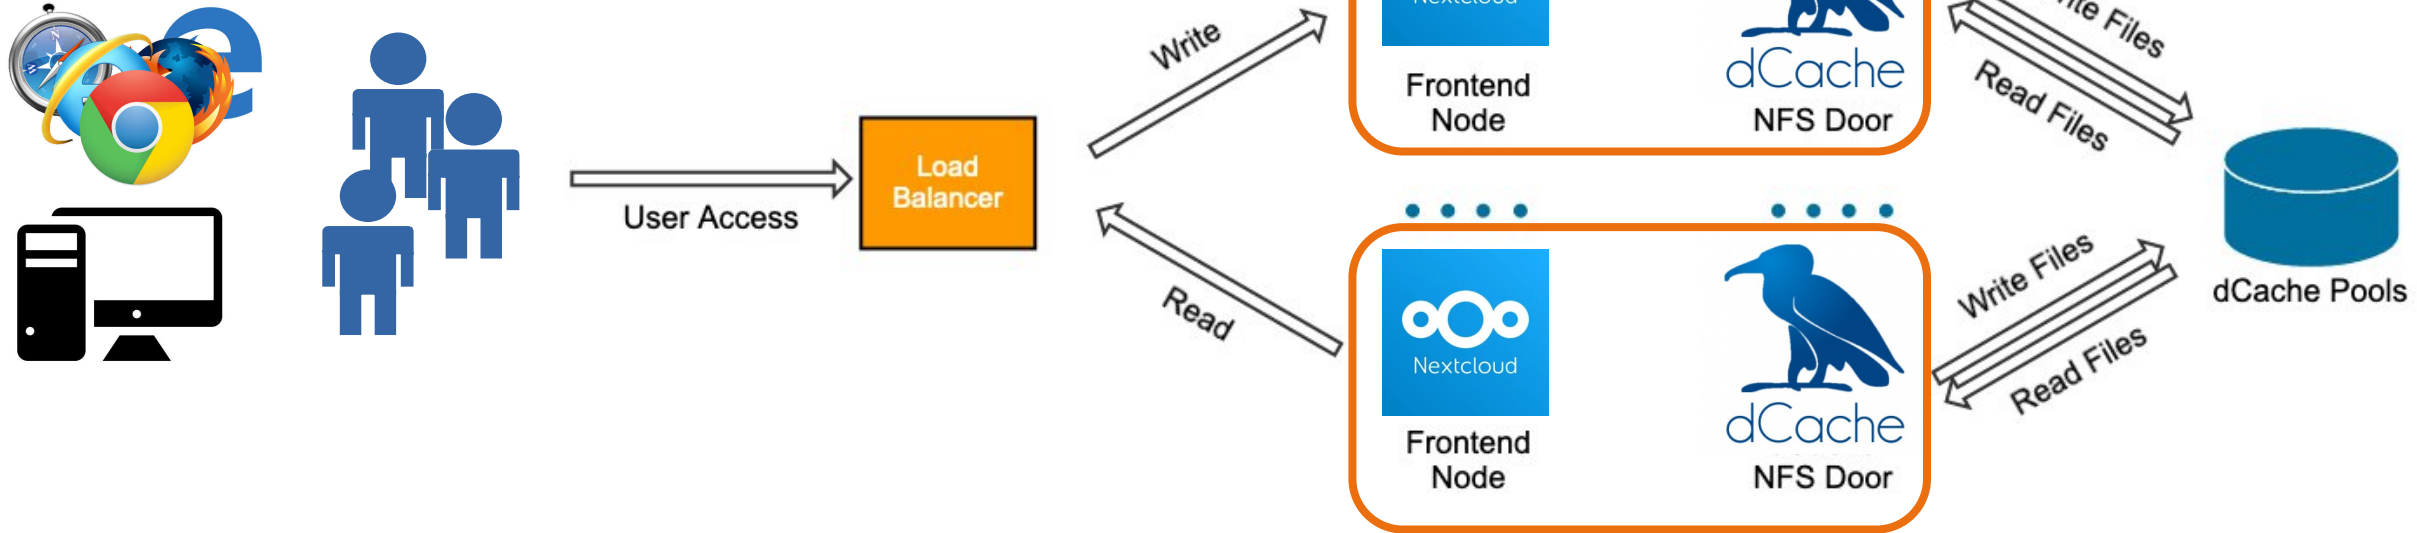 User Access
Load
Balancer
Write
Read
Frontend
Node
dCache
NFS Door
Nextcloud
Frontend
Node
dCache
NFS Door
Files
Read Files
Write Files
Read Files
dCache Pools